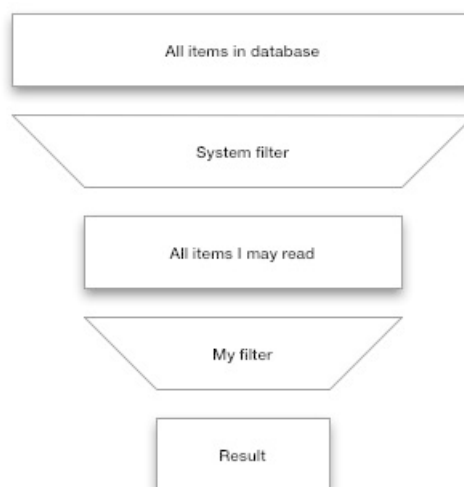 All items in database
System filter
All items I may read
My filter
Result